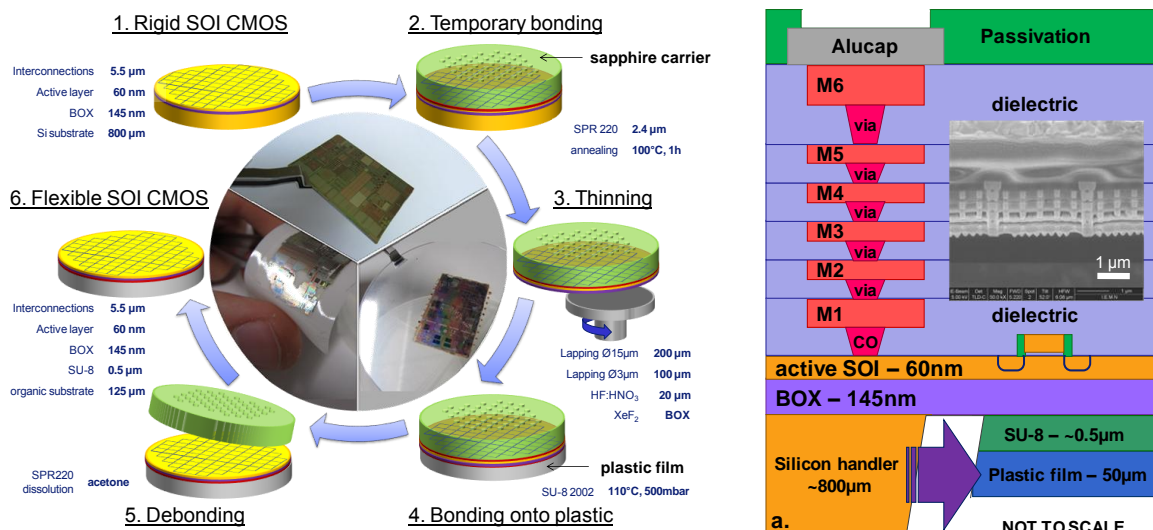 1. Rigid SOI CMOS
Interconnections 5.5 µm
Active layer 60 nm
BOX 145 nm
Si substrate 800 µm
2. Temporary bonding
sapphire carrier
SPR 220 2.4 µm
annealing 100°C, 1h
3. Thinning
Lapping Ø15µm 200 µm
Lapping Ø3µm 100 µm
HF:HNO₃ 20 µm
XeF₂ BOX
plastic film
SU-8 2002 110°C, 500mbar
4. Bonding onto plastic
SPR220
dissolution acetone
5. Debonding
6. Flexible SOI CMOS
Interconnections 5.5 µm
Active layer 60 nm
BOX 145 nm
SU-8 0.5 µm
organic substrate 125 µm
Alucap
Passivation
M6
dielectric
via
M5
via
M4
via
M3
via
M2
via
M1
dielectric
CO
1 µm
active SOI – 60nm
BOX – 145nm
Silicon handler
~800µm
SU-8 – ~0.5µm
Plastic film – 50µm
a.
NOT TO SCALE